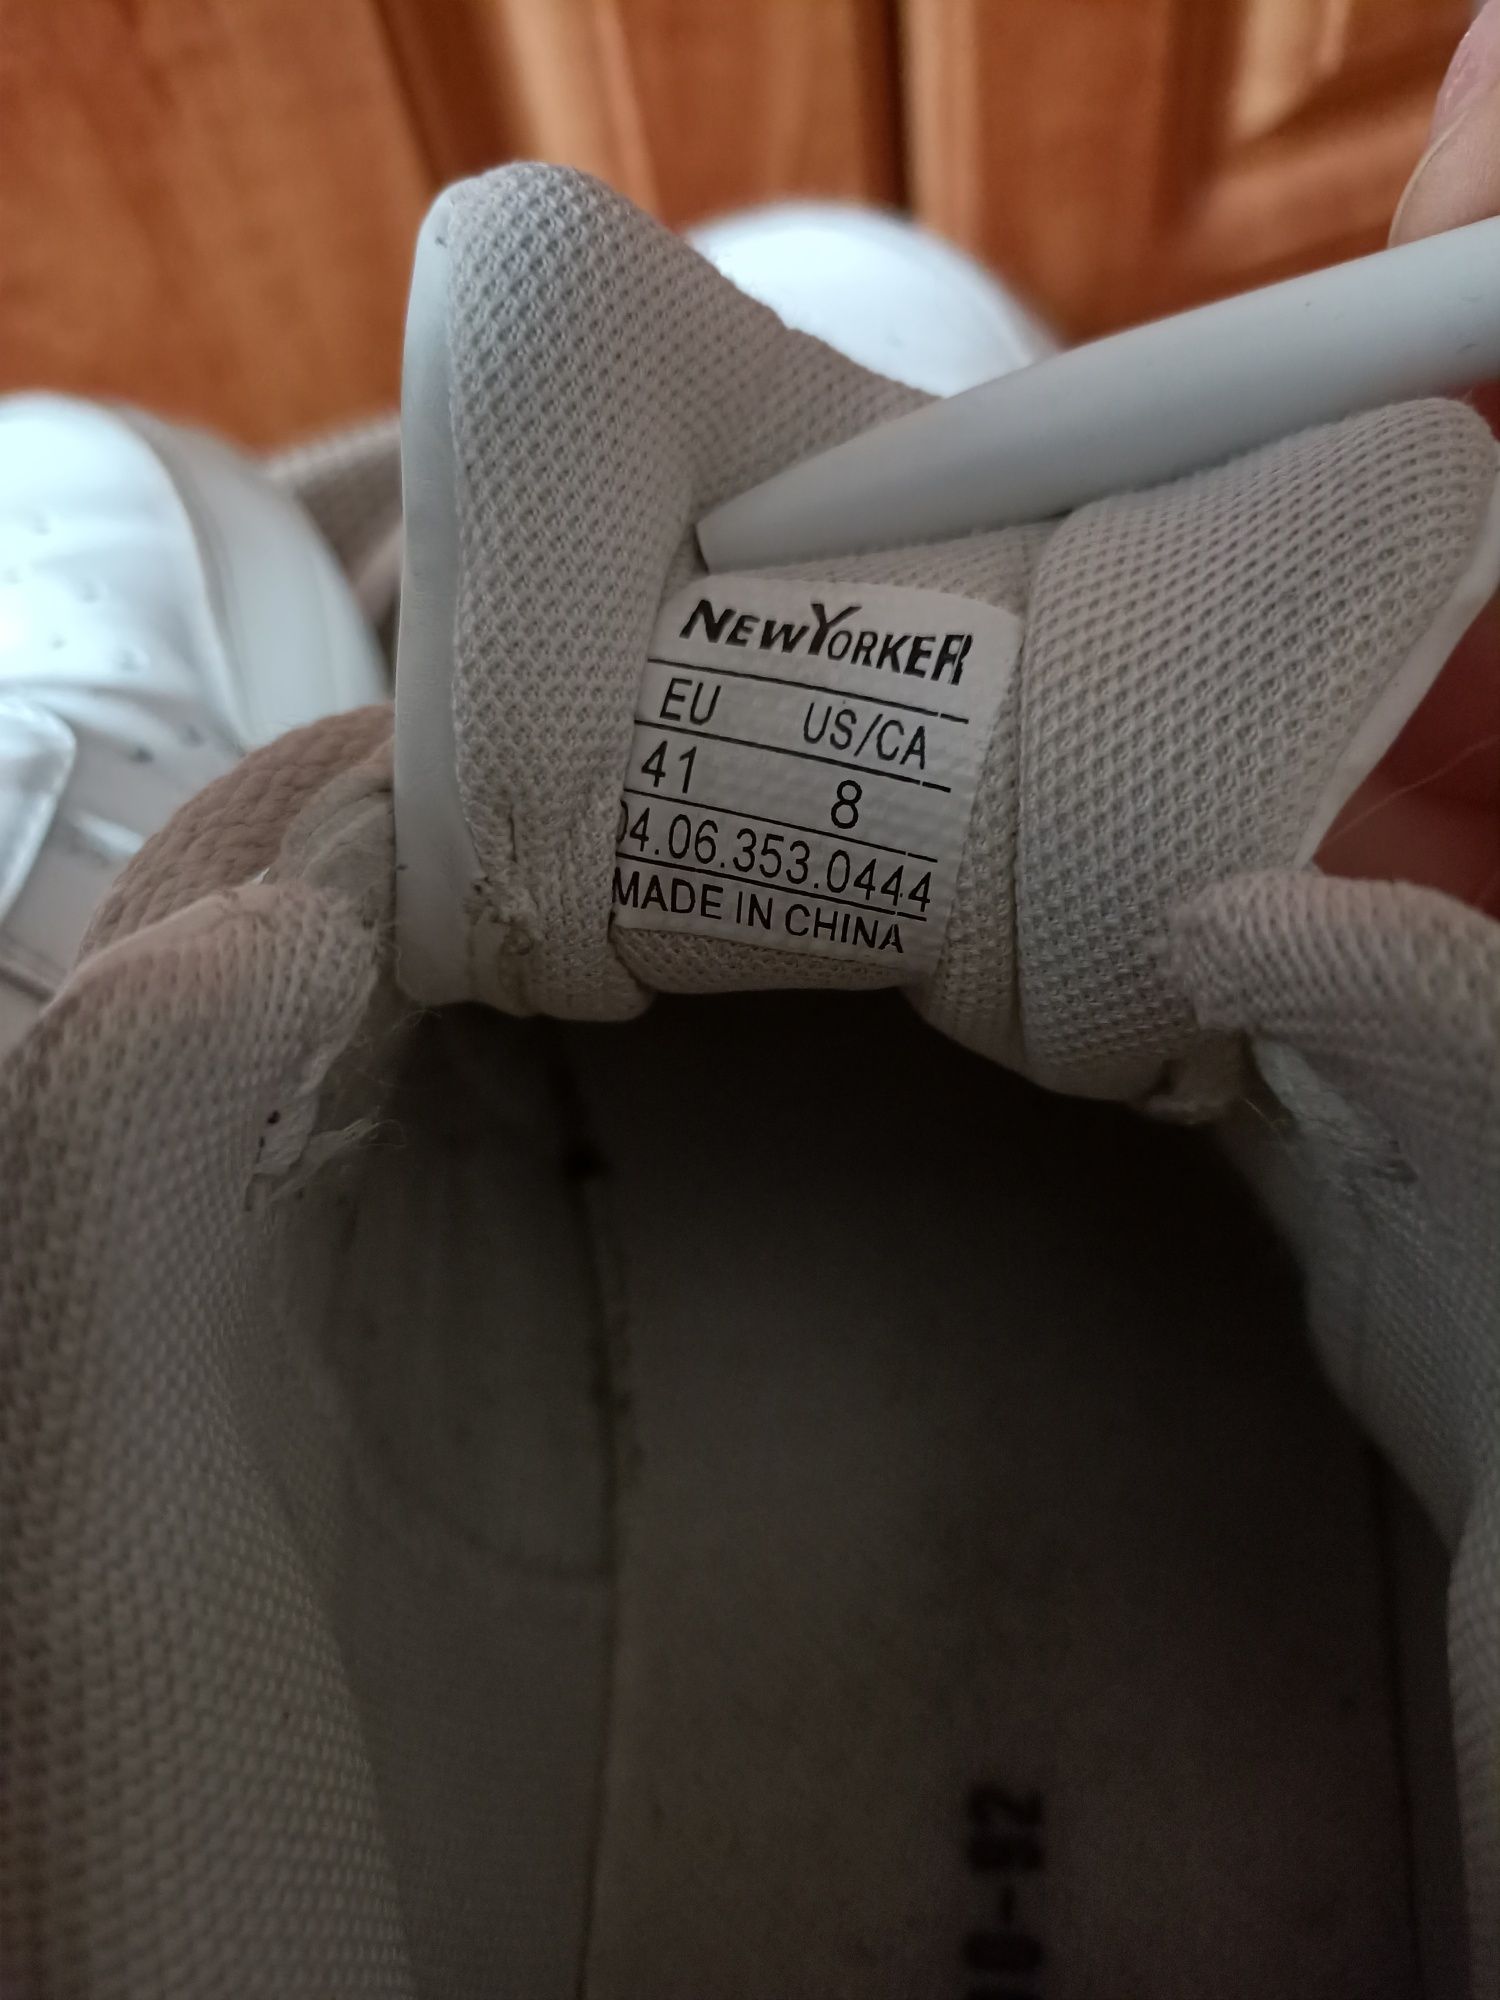 NEWYORKER
EU US/CA
41 8
04.06.353.0444
MADE IN CHINA